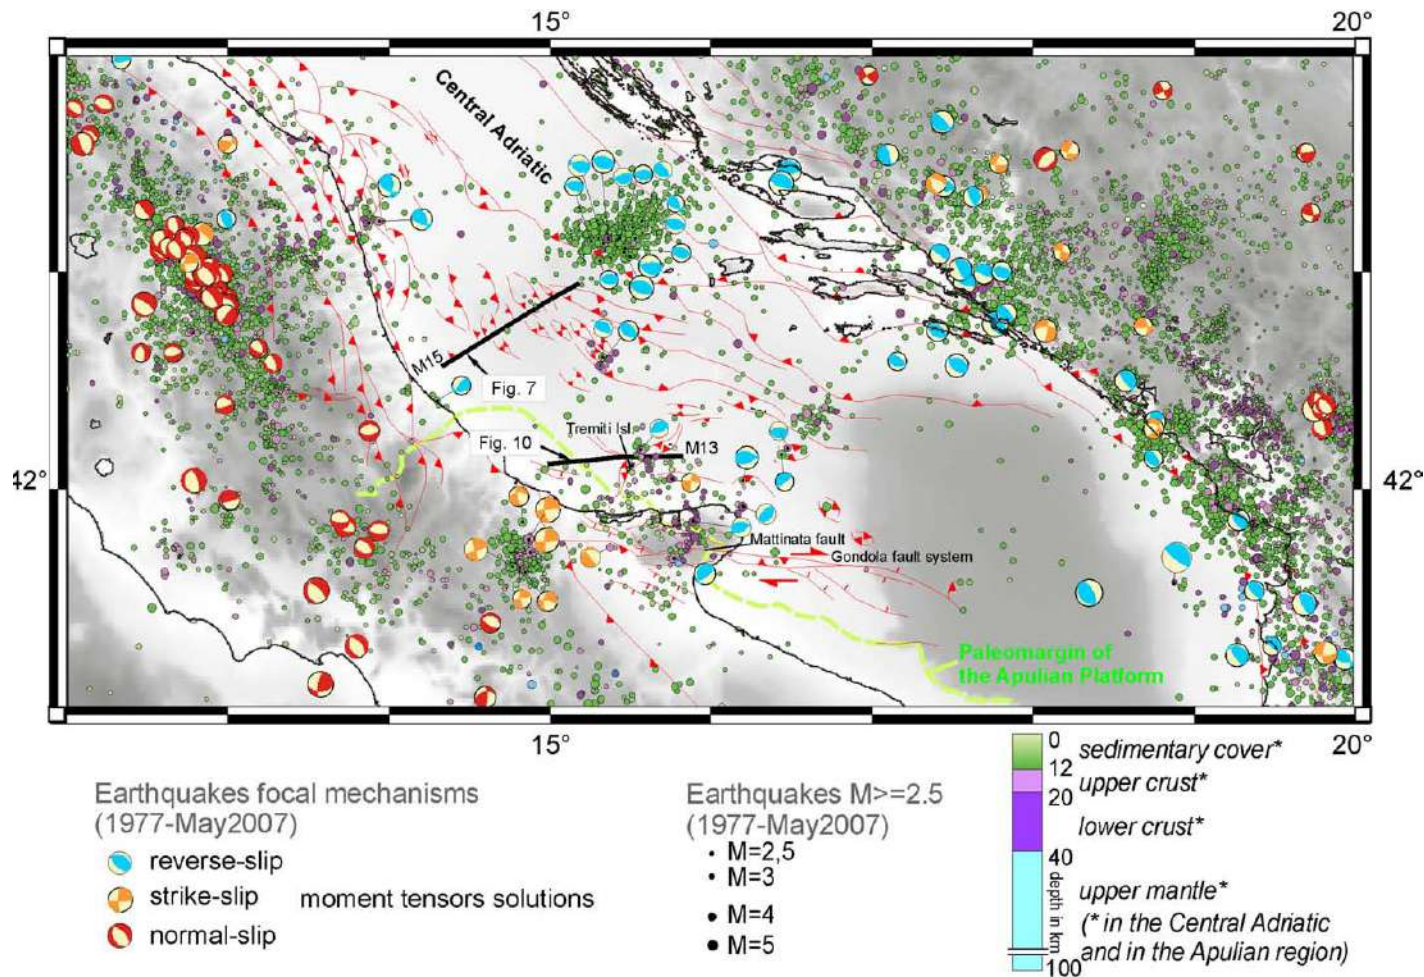 15°
20°
Central Adriatic
M15
Fig. 7
Fig. 10
Tremiti Isl.
M13
42°
42°
Mattinata fault
Gondola fault system
Paleomargin of
the Apulian Platform
15°
20°
Earthquakes focal mechanisms
(1977-May2007)
reverse-slip
strike-slip
moment tensors solutions
normal-slip
Earthquakes M>=2.5
(1977-May2007)
M=2,5
M=3
M=4
M=5
0
sedimentary cover*
12
upper crust*
20
lower crust*
40
depth in km
upper mantle*
(* in the Central Adriatic
and in the Apulian region)
100